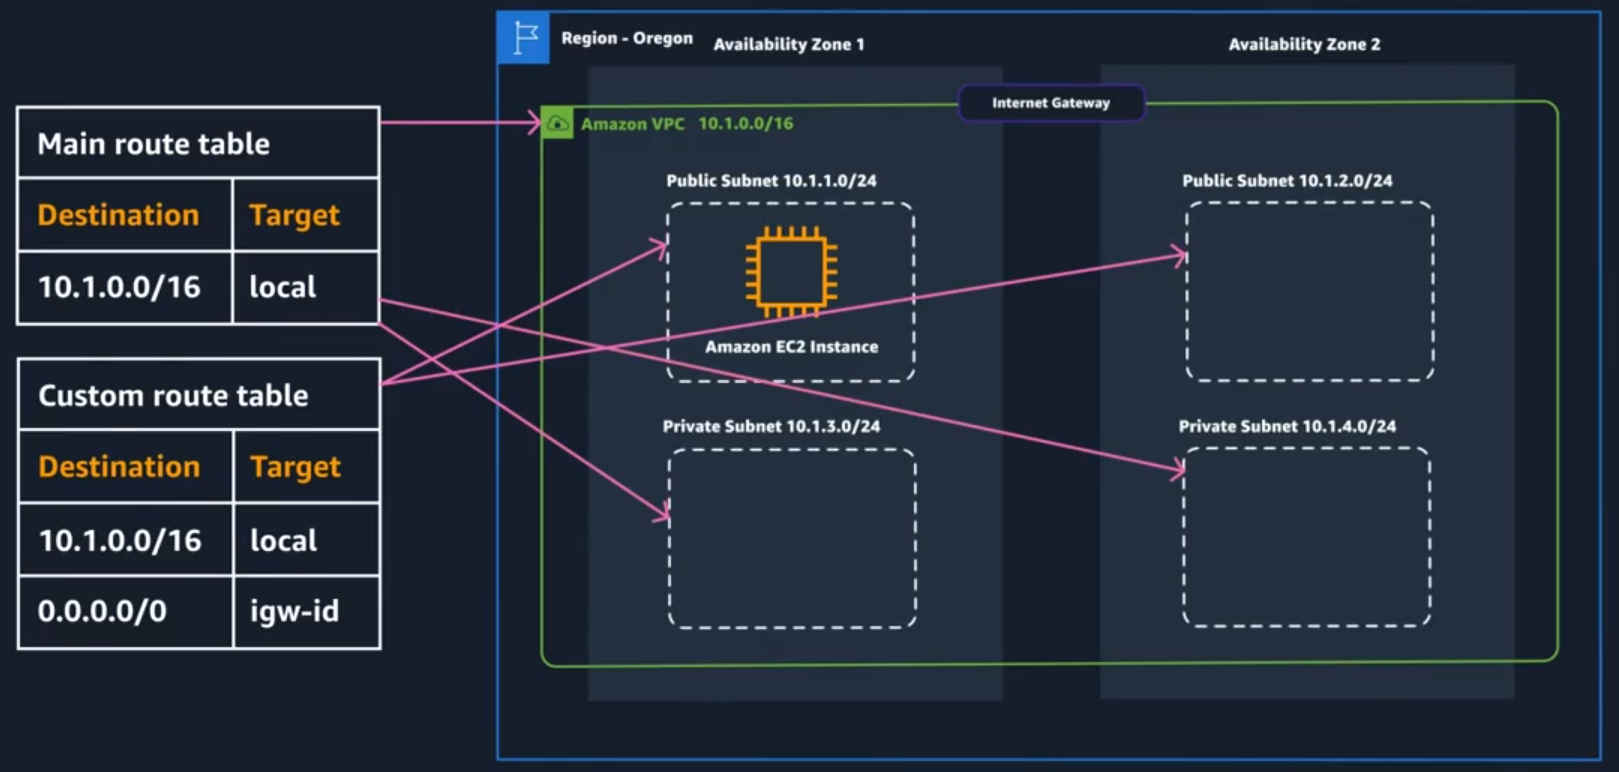 Main route table
Destination Target
10.1.0.0/16 local
Custom route table
Destination Target
10.1.0.0/16 local
0.0.0.0/0 igw-id
Region - Oregon
Availability Zone 1
Availability Zone 2
Internet Gateway
Amazon VPC 10.1.0.0/16
Public Subnet 10.1.1.0/24
Public Subnet 10.1.2.0/24
Amazon EC2 Instance
Private Subnet 10.1.3.0/24
Private Subnet 10.1.4.0/24